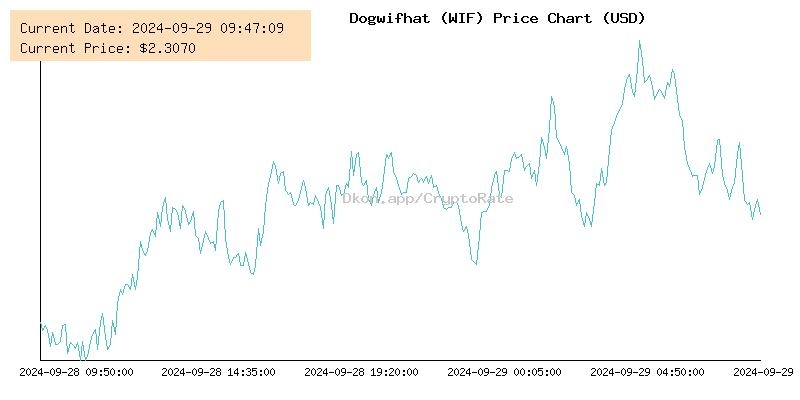 Dogwifhat (WIF) Price Chart (USD)
Current Date: 2024-09-29 09:47:09
Current Price: $2.3070
Dkon.app/CryptoRate
2024-09-28 09:50:00
2024-09-28 14:35:00
2024-09-28 19:20:00
2024-09-29 00:05:00
2024-09-29 04:50:00
2024-09-29